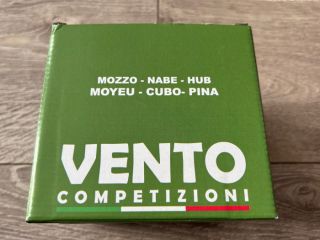 MOZZO - NABE - HUB
MOYEU - CUBO- PINA
VENTO
COMPETIZIONI